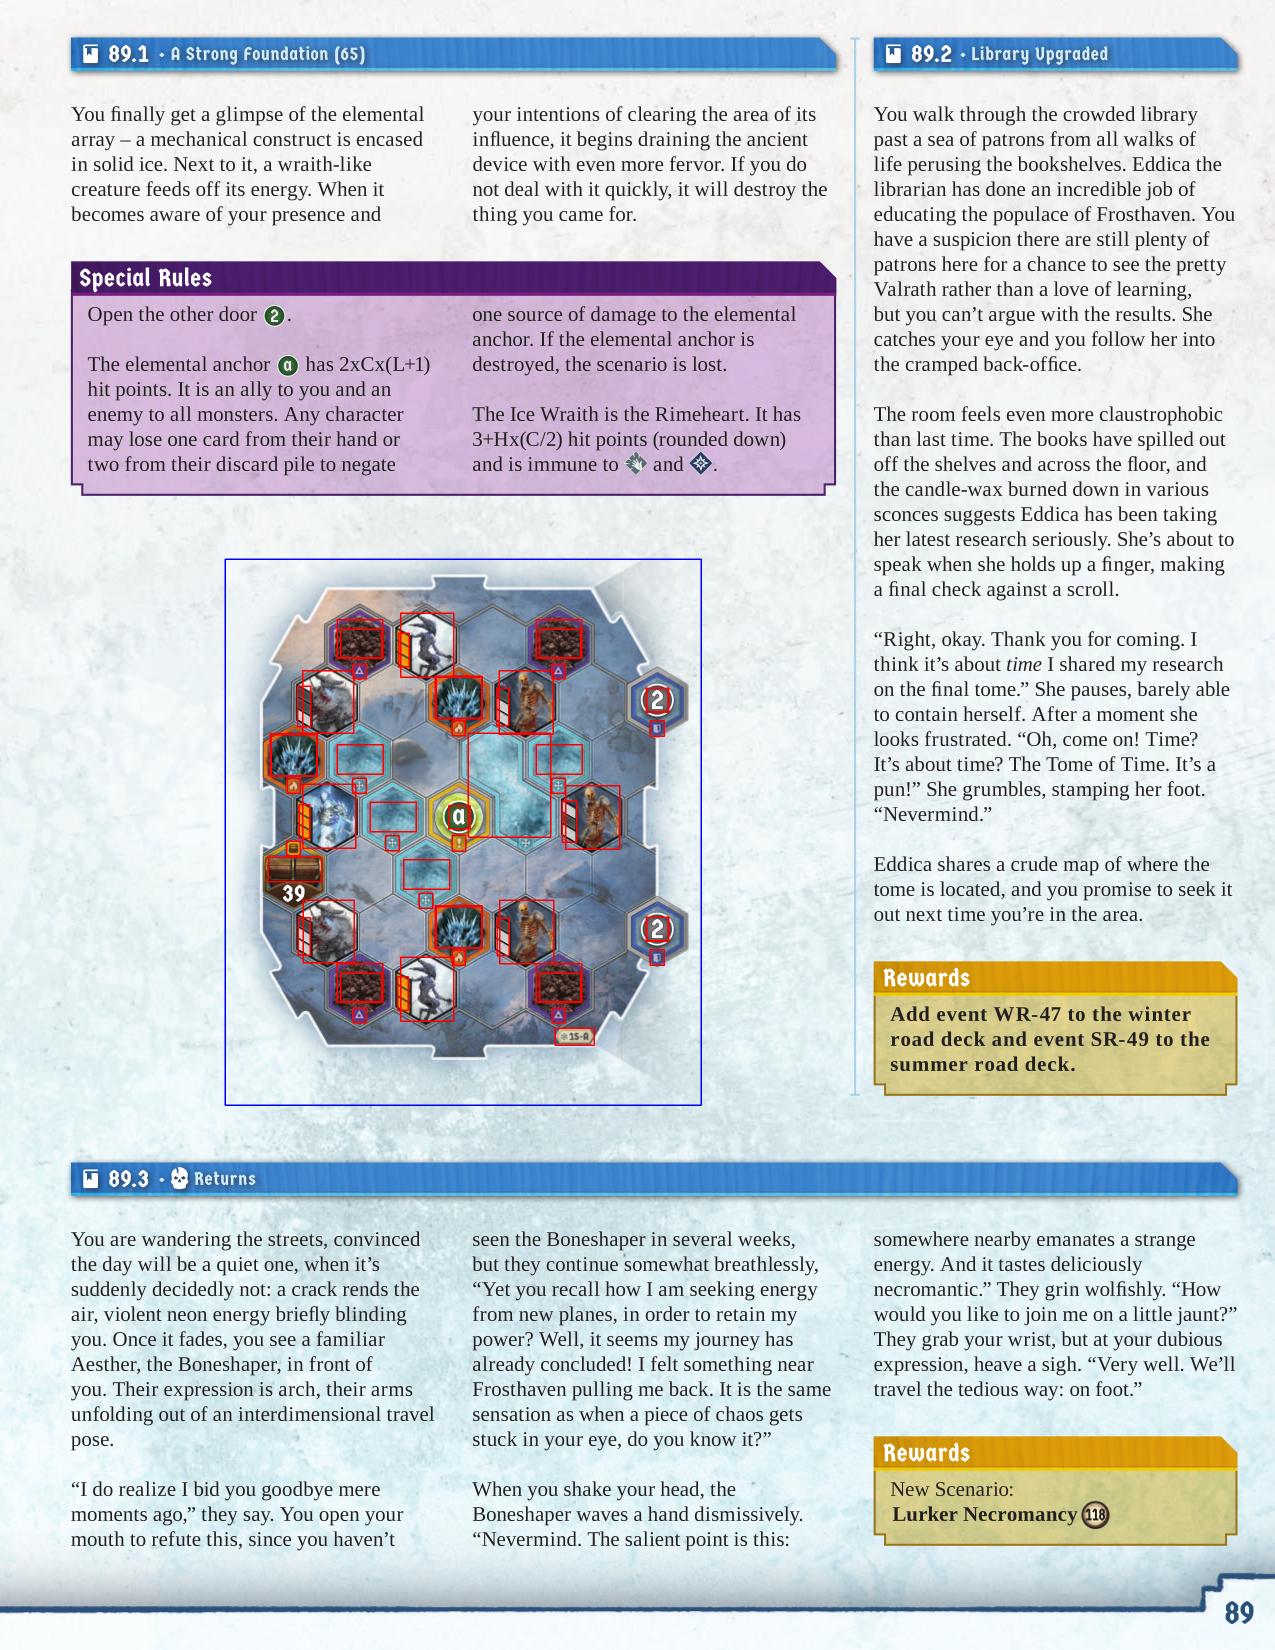 89.1 · A Strong Foundation (65)
You finally get a glimpse of the elemental
array – a mechanical construct is encased
in solid ice. Next to it, a wraith-like
creature feeds off its energy. When it
becomes aware of your presence and
your intentions of clearing the area of its
influence, it begins draining the ancient
device with even more fervor. If you do
not deal with it quickly, it will destroy the
thing you came for.
Special Rules
Open the other door 2.
The elemental anchor a has 2xCx(L+1)
hit points. It is an ally to you and an
enemy to all monsters. Any character
may lose one card from their hand or
two from their discard pile to negate
one source of damage to the elemental
anchor. If the elemental anchor is
destroyed, the scenario is lost.
The Ice Wraith is the Rimeheart. It has
3+Hx(C/2) hit points (rounded down)
and is immune to and .
2
a
39
2
15-A
89.2 · Library Upgraded
You walk through the crowded library
past a sea of patrons from all walks of
life perusing the bookshelves. Eddica the
librarian has done an incredible job of
educating the populace of Frosthaven. You
have a suspicion there are still plenty of
patrons here for a chance to see the pretty
Valrath rather than a love of learning,
but you can’t argue with the results. She
catches your eye and you follow her into
the cramped back-office.
The room feels even more claustrophobic
than last time. The books have spilled out
off the shelves and across the floor, and
the candle-wax burned down in various
sconces suggests Eddica has been taking
her latest research seriously. She’s about to
speak when she holds up a finger, making
a final check against a scroll.
“Right, okay. Thank you for coming. I
think it’s about time I shared my research
on the final tome.” She pauses, barely able
to contain herself. After a moment she
looks frustrated. “Oh, come on! Time?
It’s about time? The Tome of Time. It’s a
pun!” She grumbles, stamping her foot.
“Nevermind.”
Eddica shares a crude map of where the
tome is located, and you promise to seek it
out next time you’re in the area.
Rewards
Add event WR-47 to the winter
road deck and event SR-49 to the
summer road deck.
89.3 · Returns
You are wandering the streets, convinced
the day will be a quiet one, when it’s
suddenly decidedly not: a crack rends the
air, violent neon energy briefly blinding
you. Once it fades, you see a familiar
Aesther, the Boneshaper, in front of
you. Their expression is arch, their arms
unfolding out of an interdimensional travel
pose.
“I do realize I bid you goodbye mere
moments ago,” they say. You open your
mouth to refute this, since you haven’t
seen the Boneshaper in several weeks,
but they continue somewhat breathlessly,
“Yet you recall how I am seeking energy
from new planes, in order to retain my
power? Well, it seems my journey has
already concluded! I felt something near
Frosthaven pulling me back. It is the same
sensation as when a piece of chaos gets
stuck in your eye, do you know it?”
When you shake your head, the
Boneshaper waves a hand dismissively.
“Nevermind. The salient point is this:
somewhere nearby emanates a strange
energy. And it tastes deliciously
necromantic.” They grin wolfishly. “How
would you like to join me on a little jaunt?”
They grab your wrist, but at your dubious
expression, heave a sigh. “Very well. We’ll
travel the tedious way: on foot.”
Rewards
New Scenario:
Lurker Necromancy 118
89